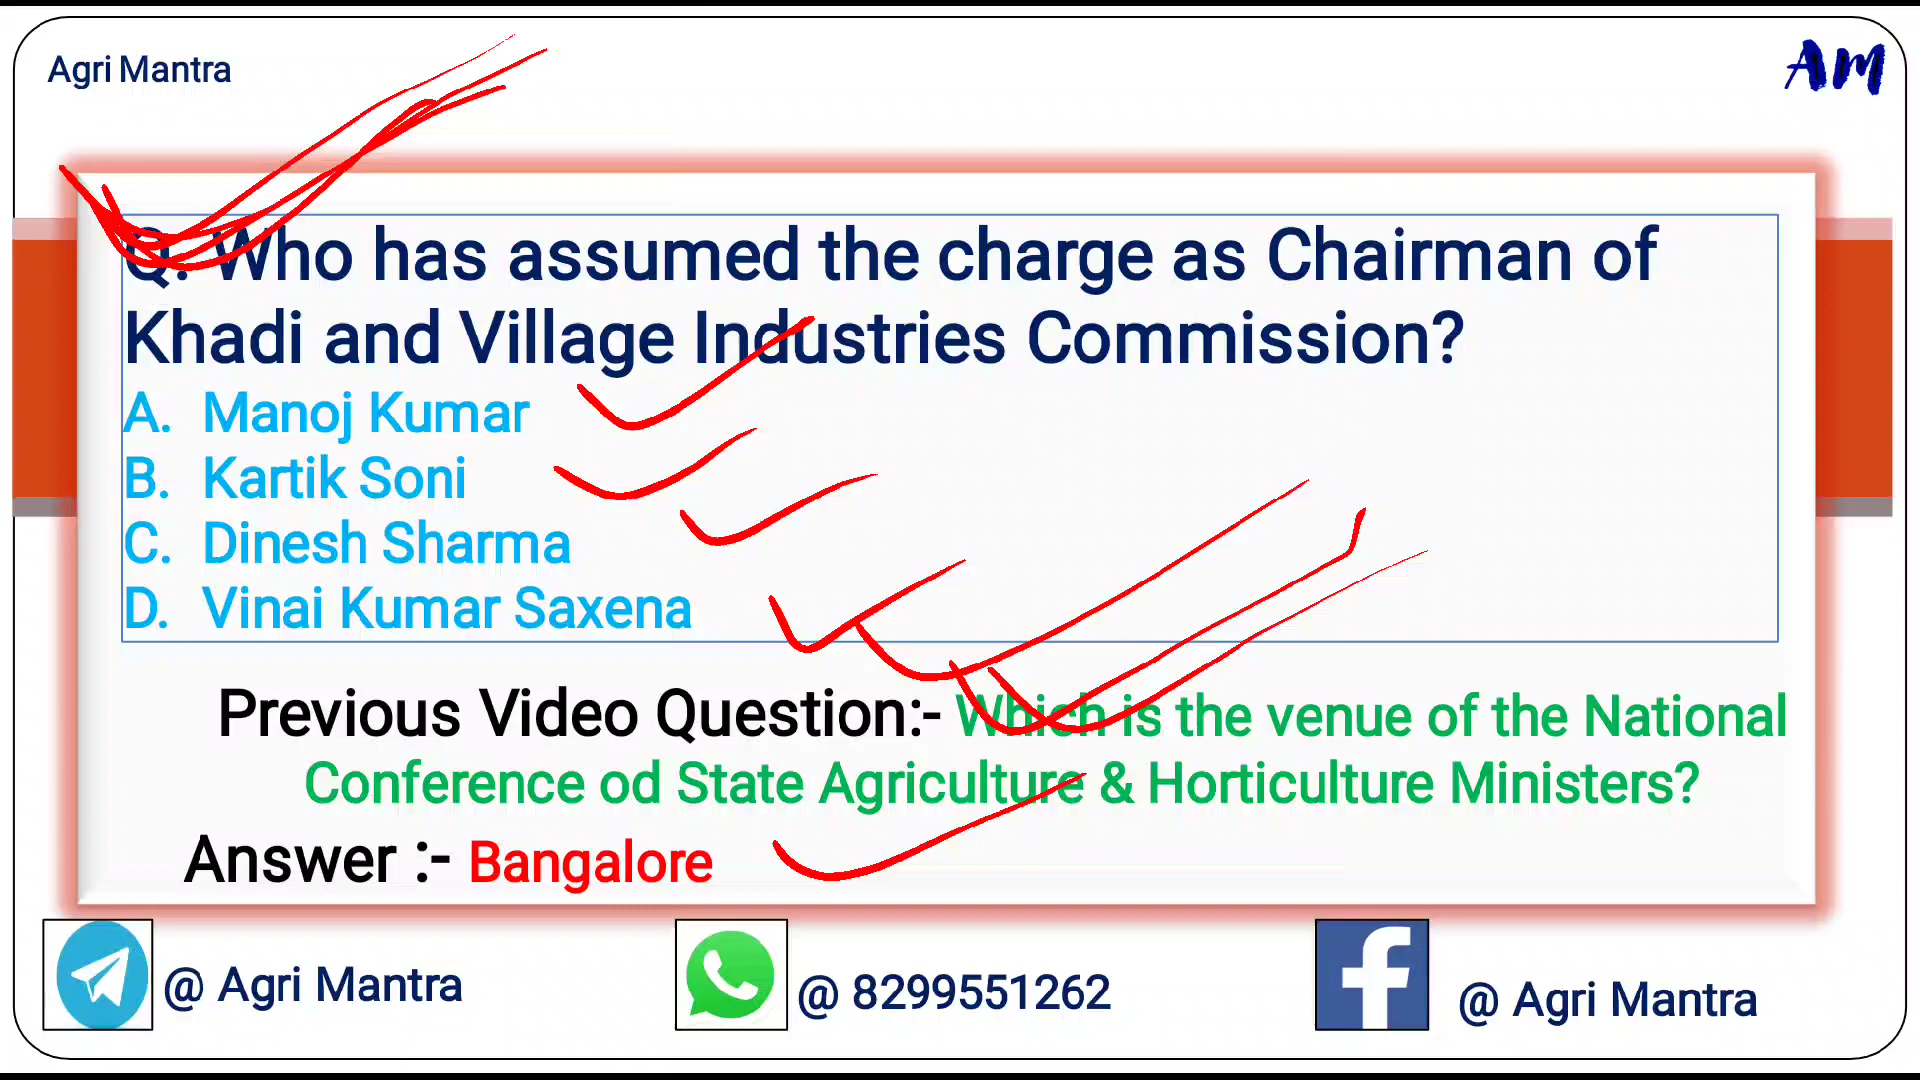 Agri Mantra
AM
Q. Who has assumed the charge as Chairman of
Khadi and Village Industries Commission?
A. Manoj Kumar
B. Kartik Soni
C. Dinesh Sharma
D. Vinai Kumar Saxena
Previous Video Question:- Which is the venue of the National
Conference od State Agriculture & Horticulture Ministers?
Answer :- Bangalore
@ Agri Mantra
@ 8299551262
@ Agri Mantra